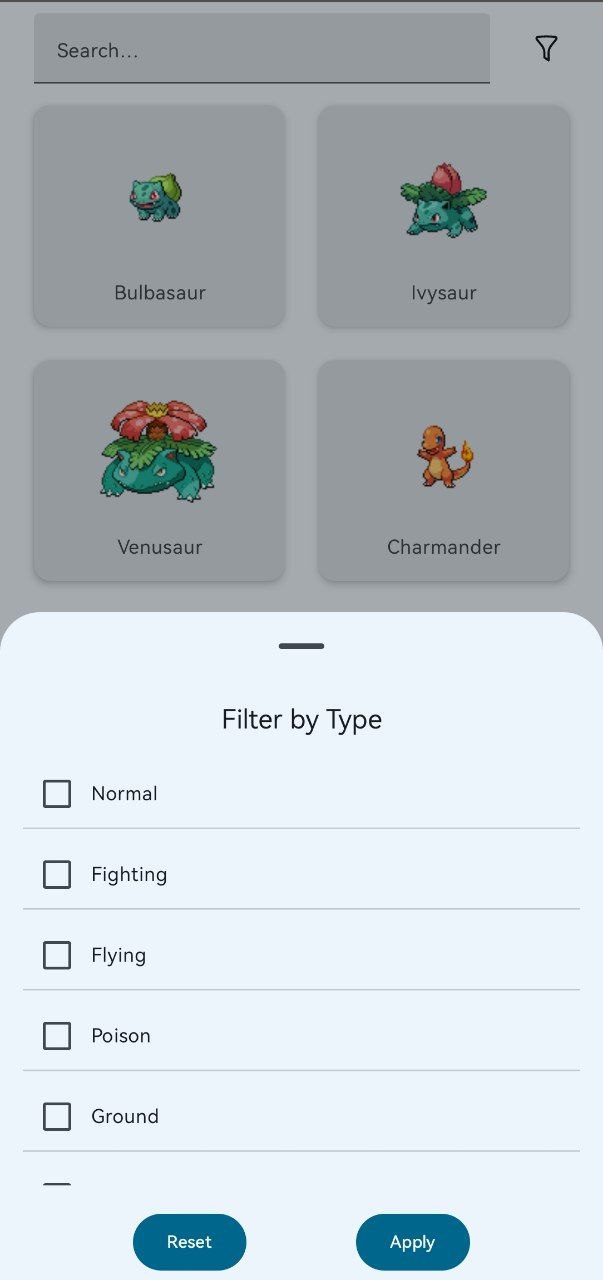 Search...
Bulbasaur
Ivysaur
Venusaur
Charmander
Filter by Type
Normal
Fighting
Flying
Poison
Ground
Reset
Apply